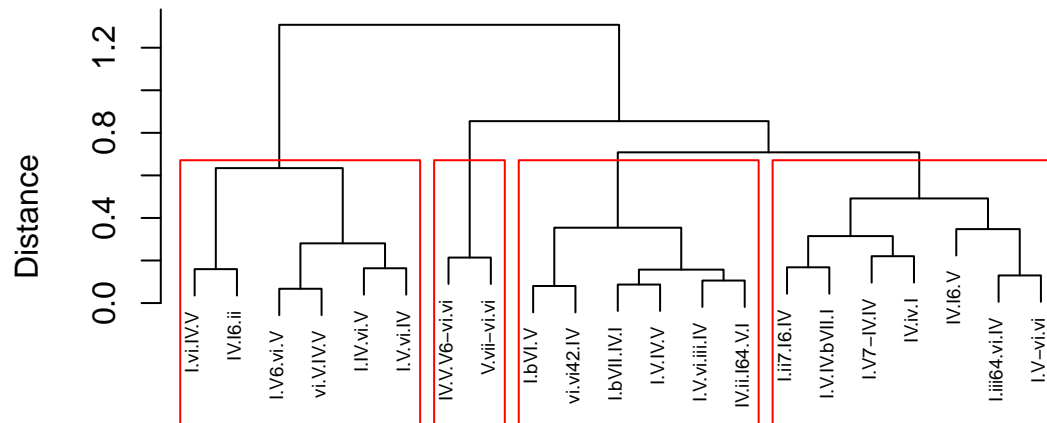 Distance
0.0
0.4
0.8
1.2
I.vi.IV.V
IV.I6.ii
I.V6.vi.V
vi.V.IV.V
I.IV.vi.V
I.V.vi.IV
IV.V.V6−vi.vi
V.vii−vi.vi
I.bVI.V
vi.vi42.IV
I.bVII.IV.I
I.V.IV.V
I.V.vi.iii.IV
IV.ii.I64.V.I
I.ii7.I6.IV
I.V.IV.bVII.I
I.V7−IV.IV
IV.iv.I
IV.I6.V
I.iii64.vi.IV
I.V−vi.vi